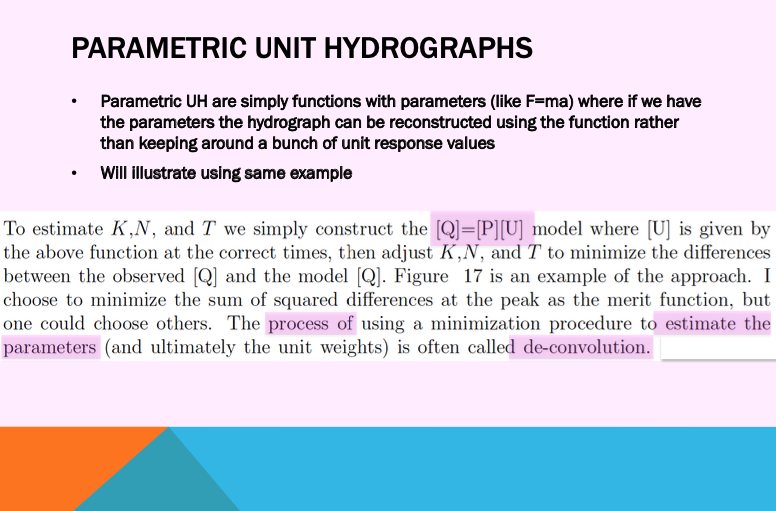 PARAMETRIC UNIT HYDROGRAPHS
• Parametric UH are simply functions with parameters (like F=ma) where if we have
the parameters the hydrograph can be reconstructed using the function rather
than keeping around a bunch of unit response values
• Will illustrate using same example
To estimate K,N, and T we simply construct the [Q]=[P][U] model where [U] is given by
the above function at the correct times, then adjust K,N, and T to minimize the differences
between the observed [Q] and the model [Q]. Figure 17 is an example of the approach. I
choose to minimize the sum of squared differences at the peak as the merit function, but
one could choose others. The process of using a minimization procedure to estimate the
parameters (and ultimately the unit weights) is often called de-convolution.